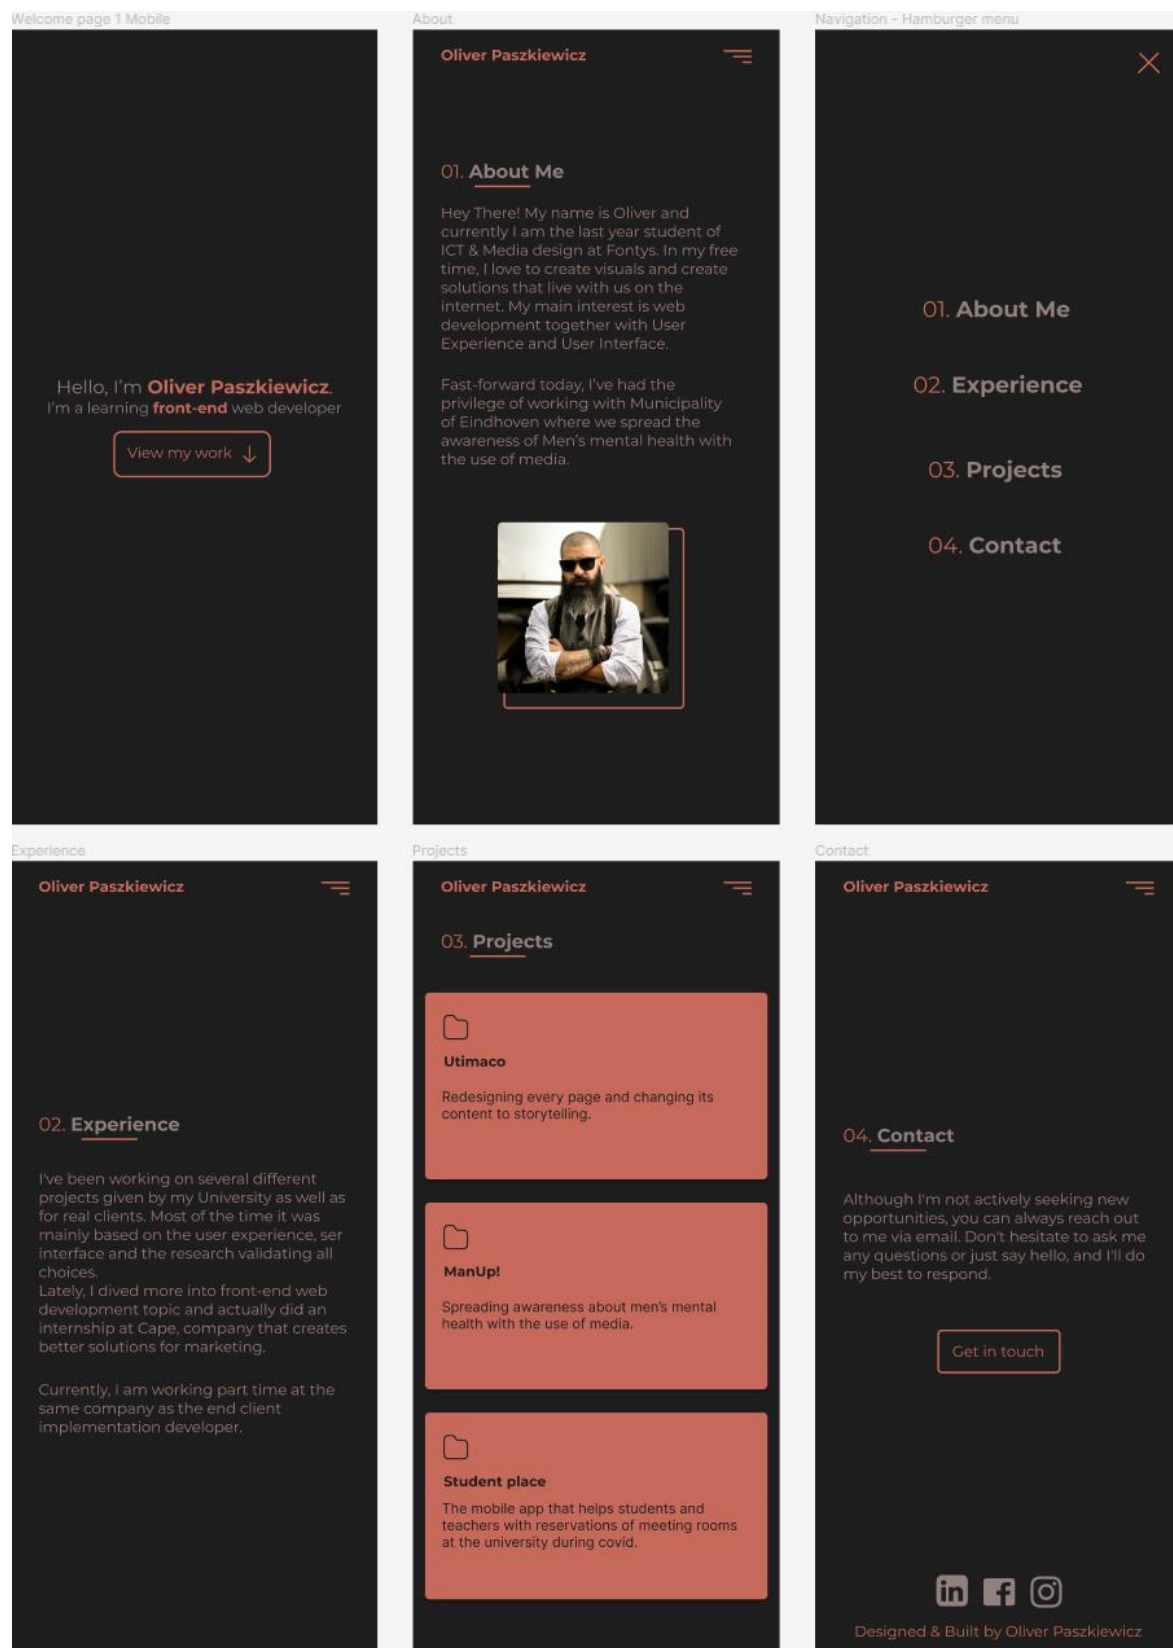 Welcome page 1 Mobile
Hello, I'm Oliver Paszkiewicz.
I'm a learning front-end web developer
View my work
About
Oliver Paszkiewicz
01. About Me
Hey There! My name is Oliver and
currently I am the last year student of
ICT & Media design at Fontys. In my free
time, I love to create visuals and create
solutions that live with us on the
internet. My main interest is web
development together with User
Experience and User Interface.
Fast-forward today, I've had the
privilege of working with Municipality
of Eindhoven where we spread the
awareness of Men's mental health with
the use of media.
Navigation - Hamburger menu
01. About Me
02. Experience
03. Projects
04. Contact
Experience
Oliver Paszkiewicz
02. Experience
I've been working on several different
projects given by my University as well as
for real clients. Most of the time it was
mainly based on the user experience, ser
interface and the research validating all
choices.
Lately, I dived more into front-end web
development topic and actually did an
internship at Cape, company that creates
better solutions for marketing.
Currently, I am working part time at the
same company as the end client
implementation developer.
Projects
Oliver Paszkiewicz
03. Projects
Utimaco
Redesigning every page and changing its
content to storytelling.
ManUp!
Spreading awareness about men's mental
health with the use of media.
Student place
The mobile app that helps students and
teachers with reservations of meeting rooms
at the university during covid.
Contact
Oliver Paszkiewicz
04. Contact
Although I'm not actively seeking new
opportunities, you can always reach out
to me via email. Don't hesitate to ask me
any questions or just say hello, and I'll do
my best to respond.
Get in touch
in
Designed & Built by Oliver Paszkiewicz